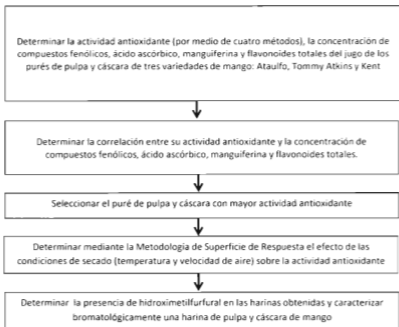 Determinar la actividad antioxidante (por medio de cuatro métodos), la concentración de
compuestos fenólicos, ácido ascórbico, manguiferina y flavonoides totales del jugo de los
purés de pulpa y cáscara de tres variedades de mango: Ataulfo, Tommy Atkins y Kent
Determinar la correlación entre su actividad antioxidante y la concentración de
compuestos fenólicos, ácido ascórbico, manguiferina y flavonoides totales.
Seleccionar el puré de pulpa y cáscara con mayor actividad antioxidante
Determinar mediante la Metodología de Superficie de Respuesta el efecto de las
condiciones de secado (temperatura y velocidad de aire) sobre la actividad antioxidante
Determinar la presencia de hidroximetilfurfural en las harinas obtenidas y caracterizar
bromatológicamente una harina de pulpa y cáscara de mango